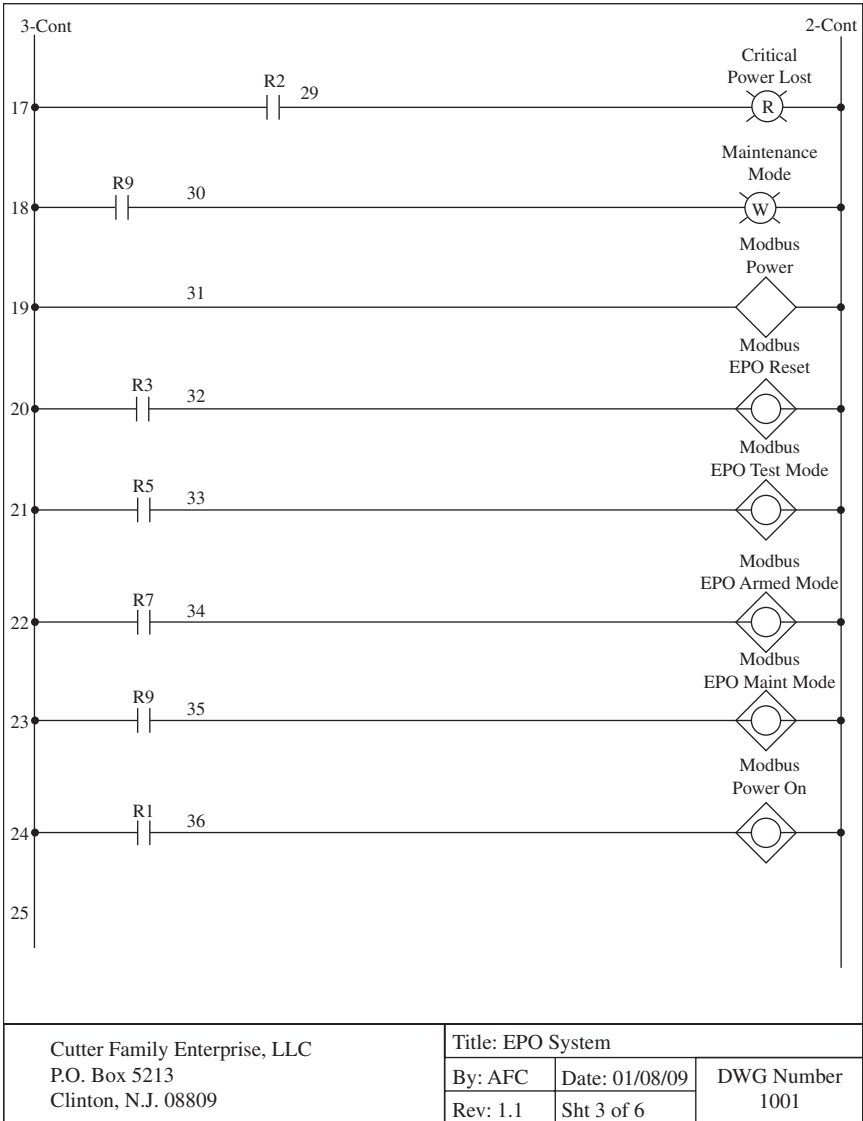 3-Cont
2-Cont
Critical
Power Lost
17
R2
29
R
Maintenance
Mode
18
R9
30
W
Modbus
Power
19
31
Modbus
EPO Reset
20
R3
32
Modbus
EPO Test Mode
21
R5
33
Modbus
EPO Armed Mode
22
R7
34
Modbus
EPO Maint Mode
23
R9
35
Modbus
Power On
24
R1
36
25
Cutter Family Enterprise, LLC
P.O. Box 5213
Clinton, N.J. 08809
Title: EPO System
By: AFC
Date: 01/08/09
DWG Number
1001
Rev: 1.1
Sht 3 of 6